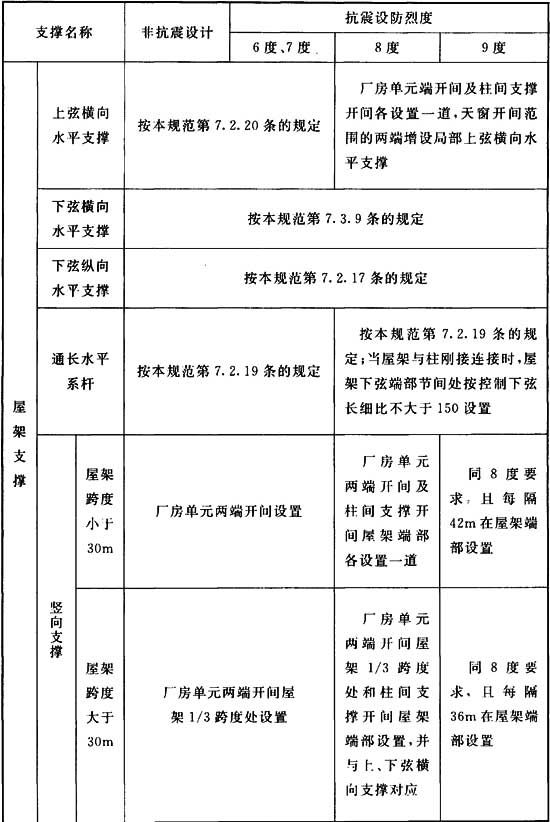 支撑名称
非抗震设计
抗震设防烈度
6度、7度
8度
9度
屋架支撑
上弦横向
水平支撑
按本规范第7.2.20条的规定
厂房单元端开间及柱间支撑
开间各设置一道,天窗开间范
围的两端增设局部上弦横向水
平支撑
下弦横向
水平支撑
按本规范第7.3.9条的规定
下弦纵向
水平支撑
按本规范第7.2.17条的规定
通长水平
系杆
按本规范第7.2.19条的规定
按本规范第7.2.19条的规
定;当屋架与柱刚接连接时,屋
架下弦端部节间处按控制下弦
长细比不大于150设置
竖向支撑
屋架
跨度
小于
30m
厂房单元两端开间设置
厂房单元
两端开间及
柱间支撑开
间屋架端部
各设置一道
同8度要
求,且每隔
42m在屋架端
部设置
屋架
跨度
大于
30m
厂房单元两端开间屋
架1/3跨度处设置
厂房单元
两端开间屋
架1/3跨度
处和柱间支
撑开间屋架
端部设置,并
与上、下弦横
向支撑对应
同8度要
求,且每隔
36m在屋架端
部设置